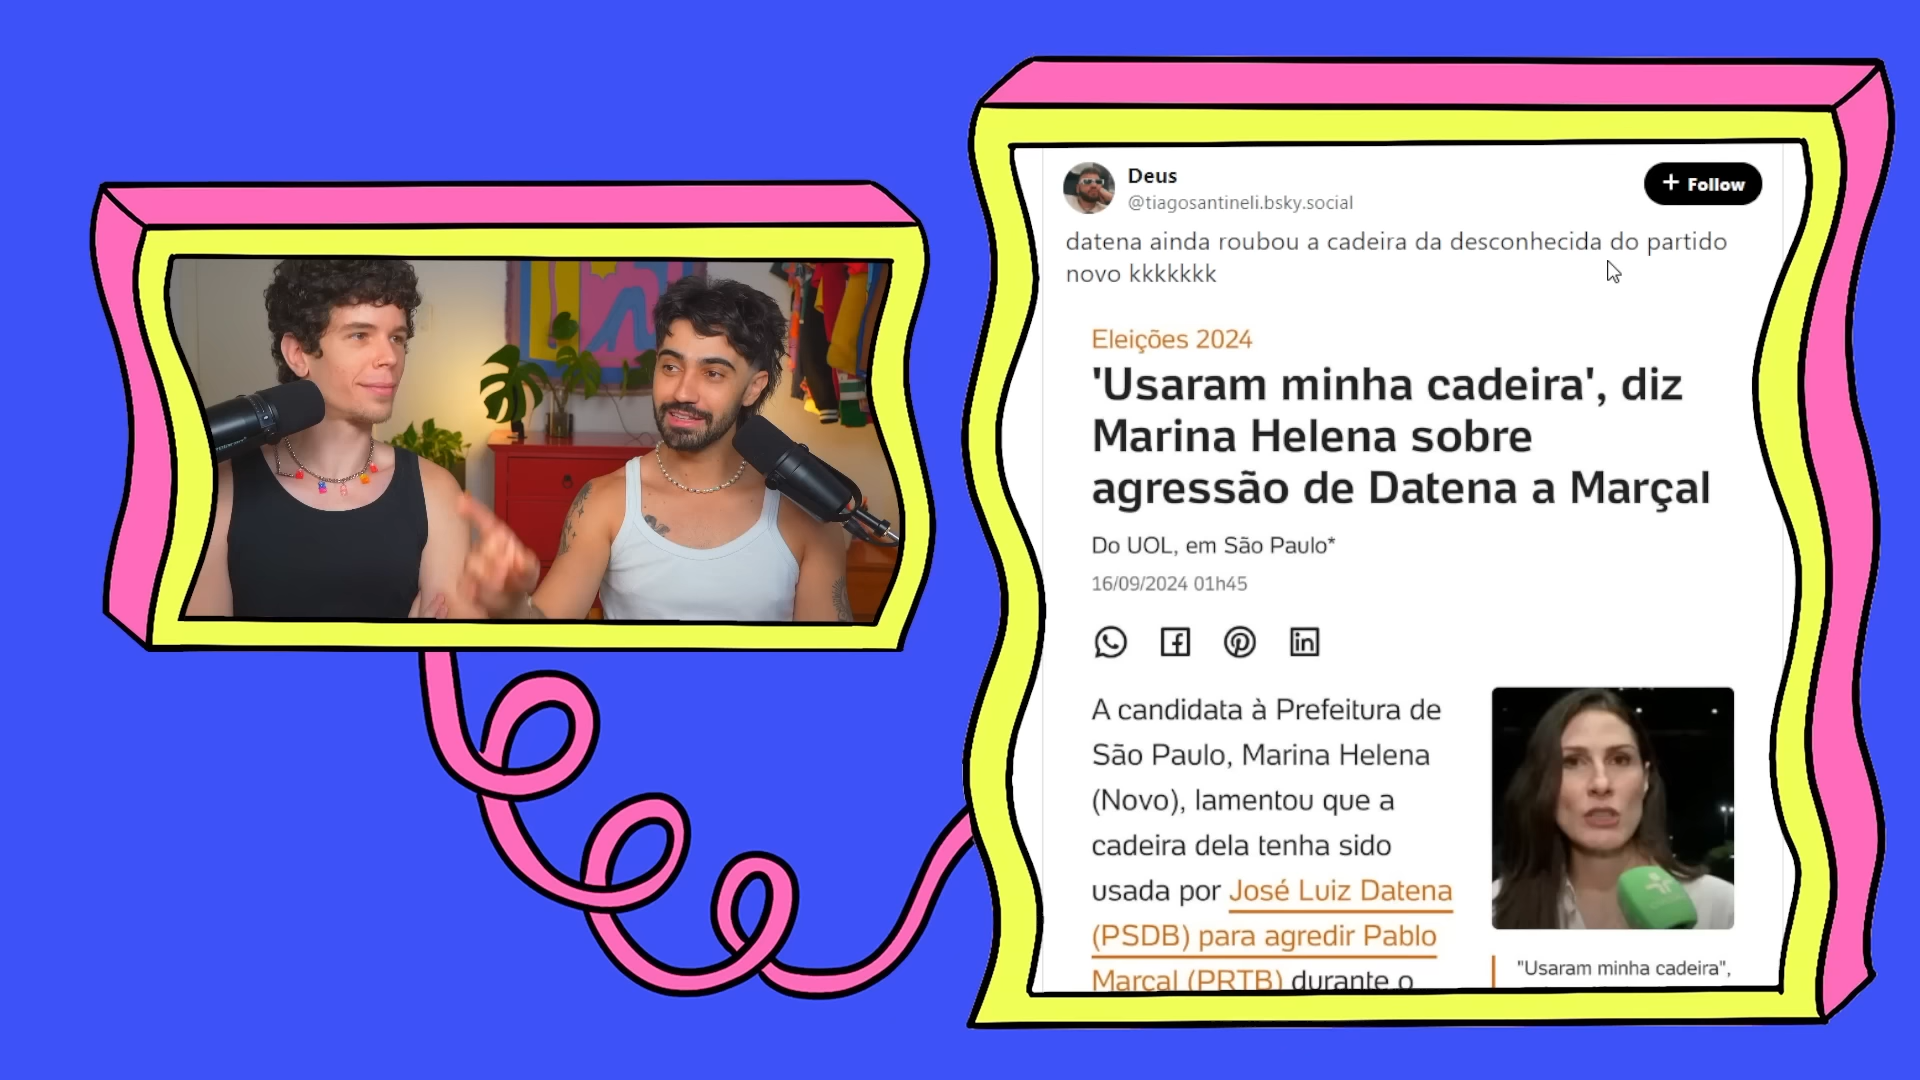 Deus
@tiagosantineli.bsky.social
+ Follow
datena ainda roubou a cadeira da desconhecida do partido
novo kkkkkkk
Eleições 2024
'Usaram minha cadeira', diz
Marina Helena sobre
agressão de Datena a Marçal
Do UOL, em São Paulo*
16/09/2024 01h45
A candidata à Prefeitura de
São Paulo, Marina Helena
(Novo), lamentou que a
cadeira dela tenha sido
usada por José Luiz Datena
(PSDB) para agredir Pablo
Marçal (PRTB) durante o
"Usaram minha cadeira",